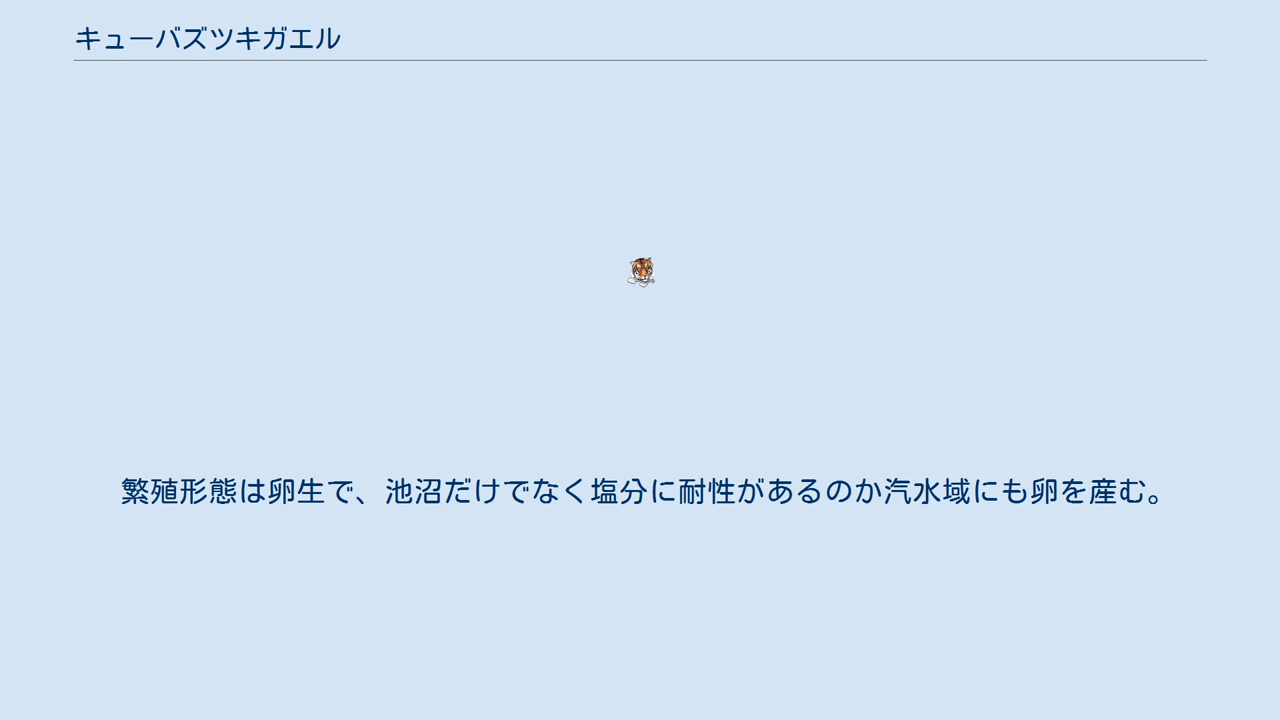 キューバズツキガエル
繁殖形態は卵生で、池沼だけでなく塩分に耐性があるのか汽水域にも卵を産む。